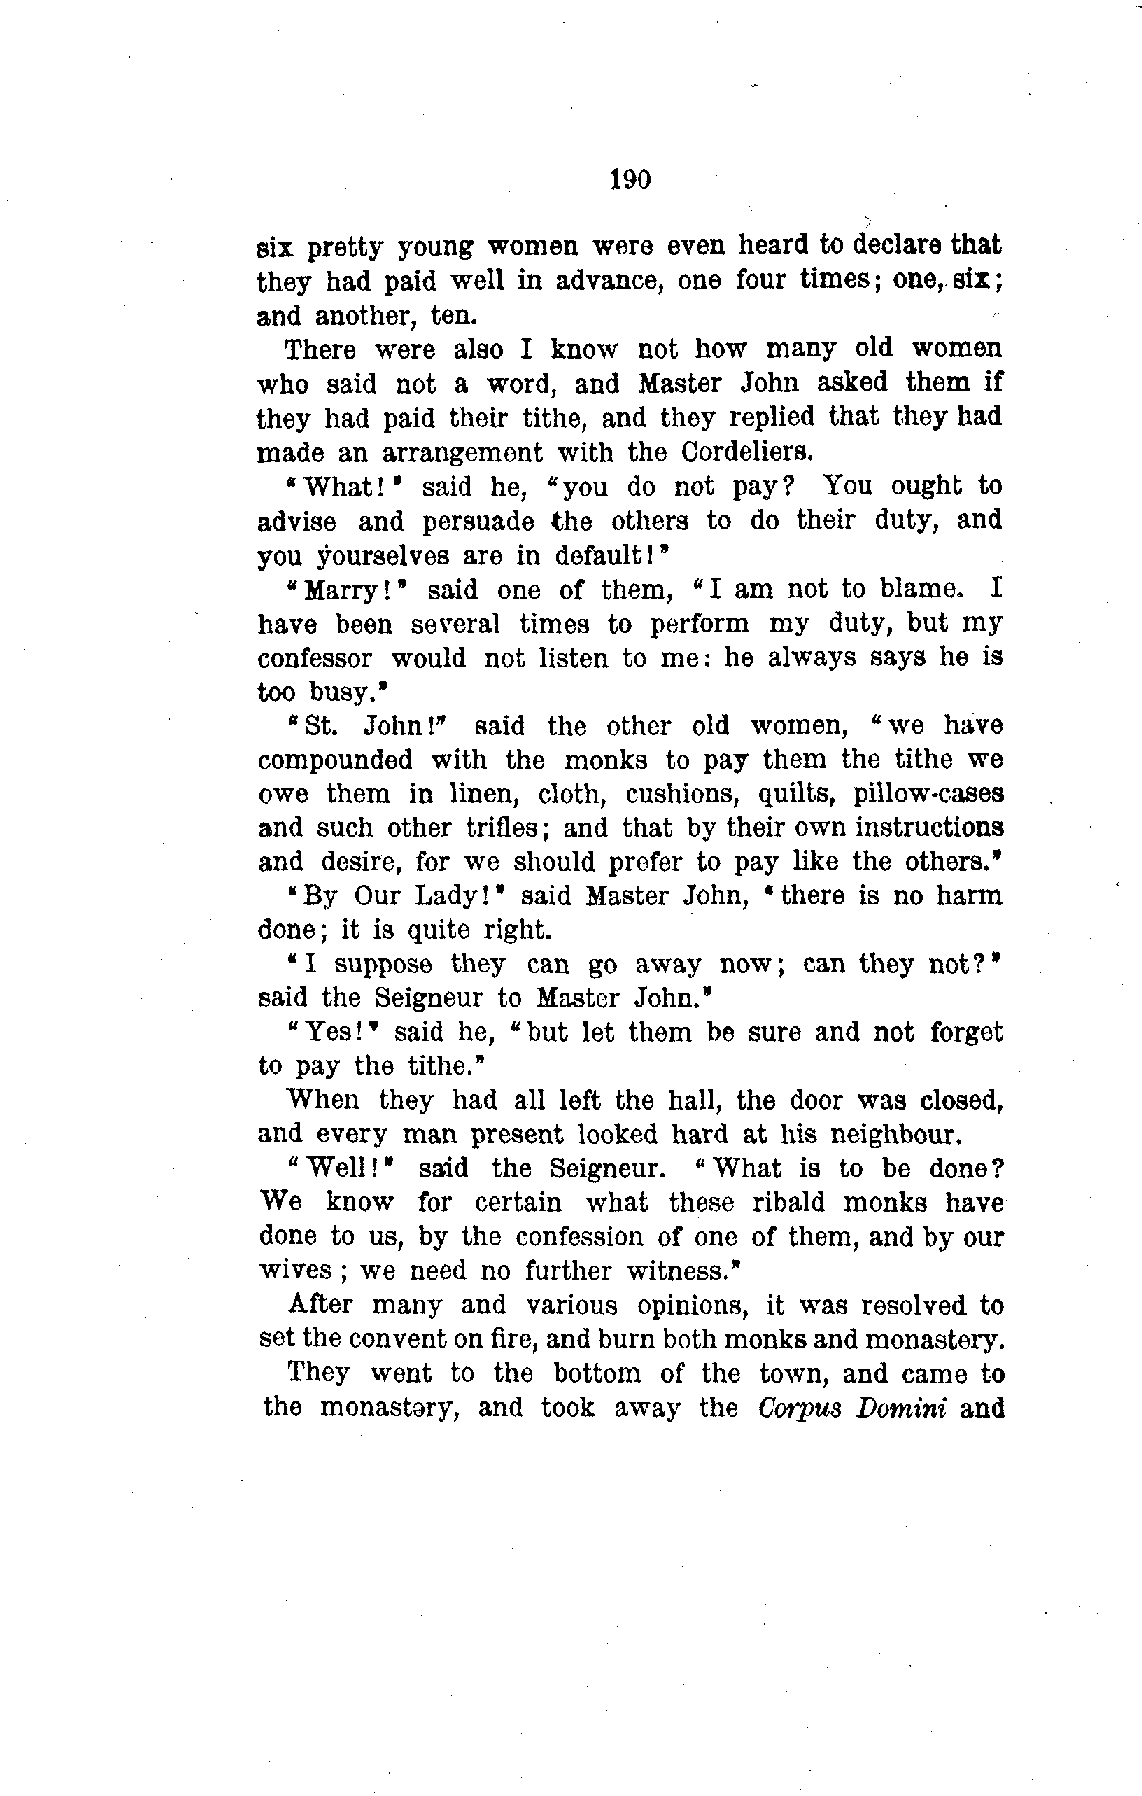 190
six pretty young women were even heard to declare that
they had paid well in advance, one four times; one, six;
and another, ten.
There were also I know not how many old women
who said not a word, and Master John asked them if
they had paid their tithe, and they replied that they had
made an arrangement with the Cordeliers.
"What!" said he, "you do not pay? You ought to
advise and persuade the others to do their duty, and
you yourselves are in default!"
"Marry!" said one of them, "I am not to blame. I
have been several times to perform my duty, but my
confessor would not listen to me: he always says he is
too busy."
"St. John!" said the other old women, "we have
compounded with the monks to pay them the tithe we
owe them in linen, cloth, cushions, quilts, pillow-cases
and such other trifles; and that by their own instructions
and desire, for we should prefer to pay like the others."
"By Our Lady!" said Master John, "there is no harm
done; it is quite right.
"I suppose they can go away now; can they not?"
said the Seigneur to Master John."
"Yes!" said he, "but let them be sure and not forget
to pay the tithe."
When they had all left the hall, the door was closed,
and every man present looked hard at his neighbour.
"Well!" said the Seigneur. "What is to be done?
We know for certain what these ribald monks have
done to us, by the confession of one of them, and by our
wives; we need no further witness."
After many and various opinions, it was resolved to
set the convent on fire, and burn both monks and monastery.
They went to the bottom of the town, and came to
the monastery, and took away the Corpus Domini and